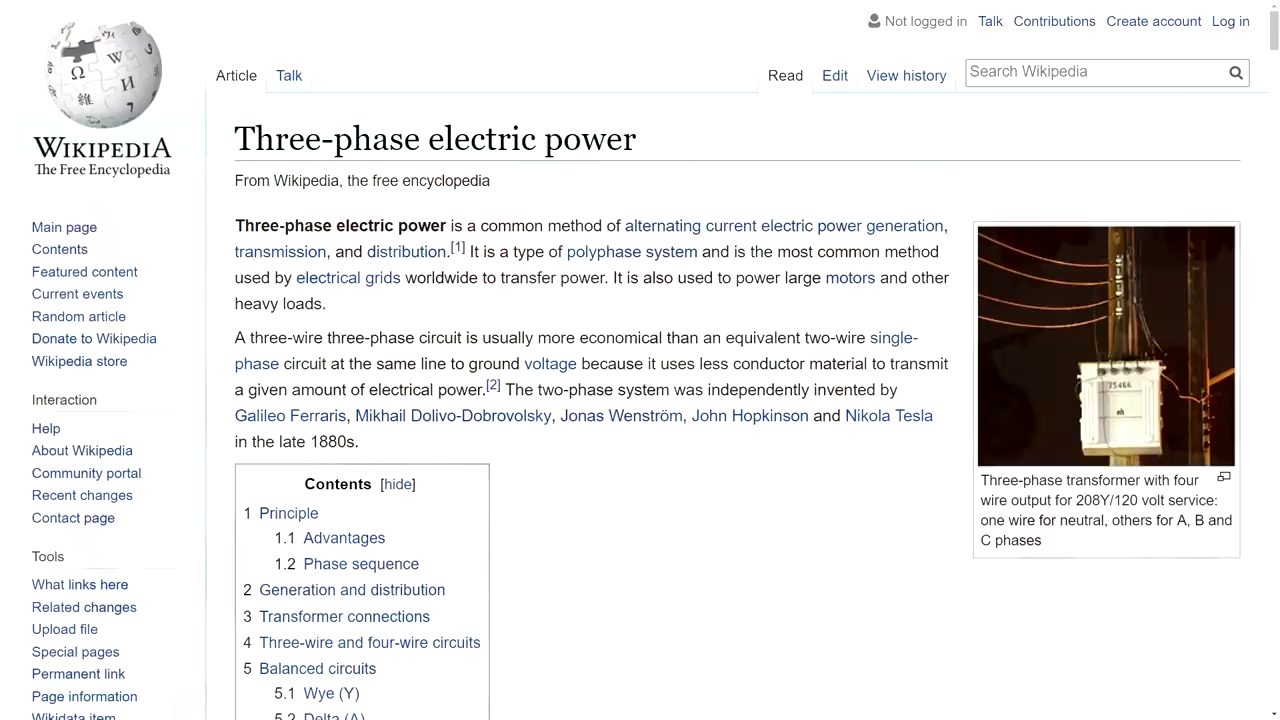 Not logged in Talk Contributions Create account Log in
Article Talk Read Edit View history Search Wikipedia
WIKIPEDIA
The Free Encyclopedia
Main page
Contents
Featured content
Current events
Random article
Donate to Wikipedia
Wikipedia store
Interaction
Help
About Wikipedia
Community portal
Recent changes
Contact page
Tools
What links here
Related changes
Upload file
Special pages
Permanent link
Page information
Wikidata item
Three-phase electric power
From Wikipedia, the free encyclopedia
Three-phase electric power is a common method of alternating current electric power generation,
transmission, and distribution.[1] It is a type of polyphase system and is the most common method
used by electrical grids worldwide to transfer power. It is also used to power large motors and other
heavy loads.
A three-wire three-phase circuit is usually more economical than an equivalent two-wire single-
phase circuit at the same line to ground voltage because it uses less conductor material to transmit
a given amount of electrical power.[2] The two-phase system was independently invented by
Galileo Ferraris, Mikhail Dolivo-Dobrovolsky, Jonas Wenström, John Hopkinson and Nikola Tesla
in the late 1880s.
Contents [hide]
1 Principle
1.1 Advantages
1.2 Phase sequence
2 Generation and distribution
3 Transformer connections
4 Three-wire and four-wire circuits
5 Balanced circuits
5.1 Wye (Y)
5.2 Delta (Δ)
75466
Three-phase transformer with four
wire output for 208Y/120 volt service:
one wire for neutral, others for A, B and
C phases